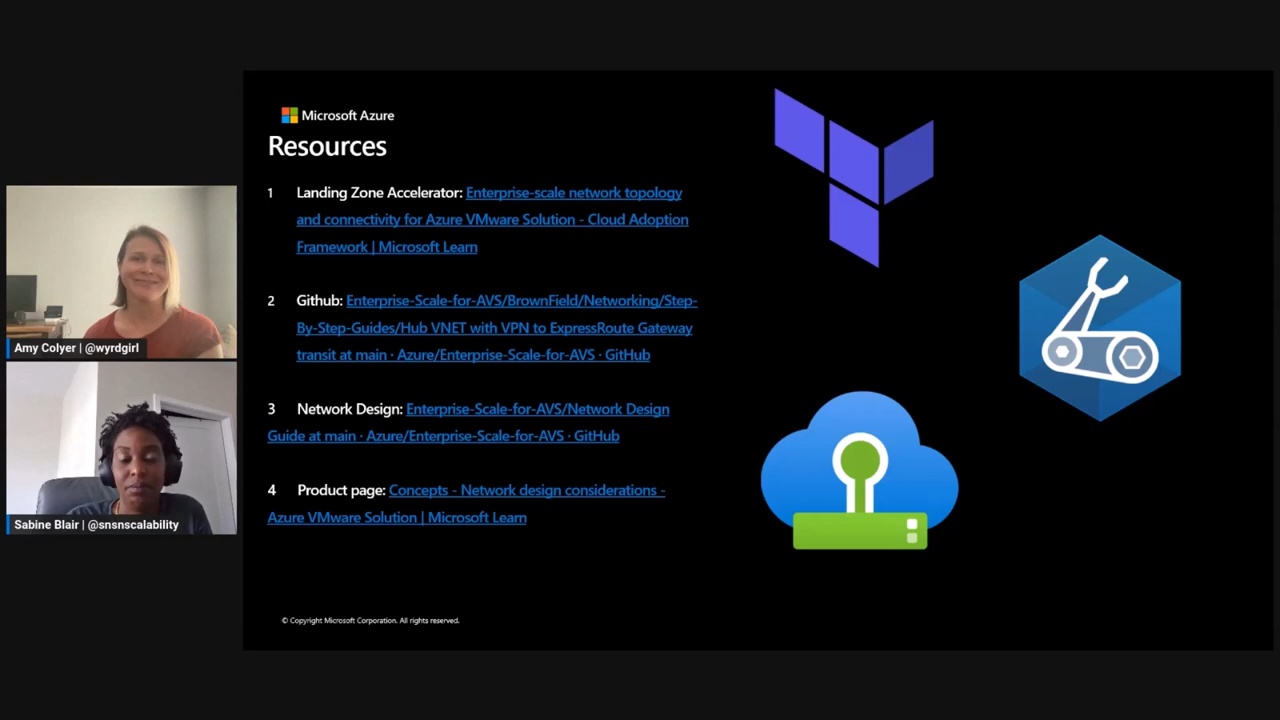 Microsoft Azure
Resources
1 Landing Zone Accelerator: Enterprise-scale network topology
and connectivity for Azure VMware Solution - Cloud Adoption
Framework | Microsoft Learn
2 Github: Enterprise-Scale-for-AVS/BrownField/Networking/Step-
By-Step-Guides/Hub VNET with VPN to ExpressRoute Gateway
transit at main · Azure/Enterprise-Scale-for-AVS · GitHub
3 Network Design: Enterprise-Scale-for-AVS/Network Design
Guide at main · Azure/Enterprise-Scale-for-AVS · GitHub
4 Product page: Concepts - Network design considerations -
Azure VMware Solution | Microsoft Learn
© Copyright Microsoft Corporation. All rights reserved.
Amy Colyer | @wyrdgirl
Sabine Blair | @snsnscalability